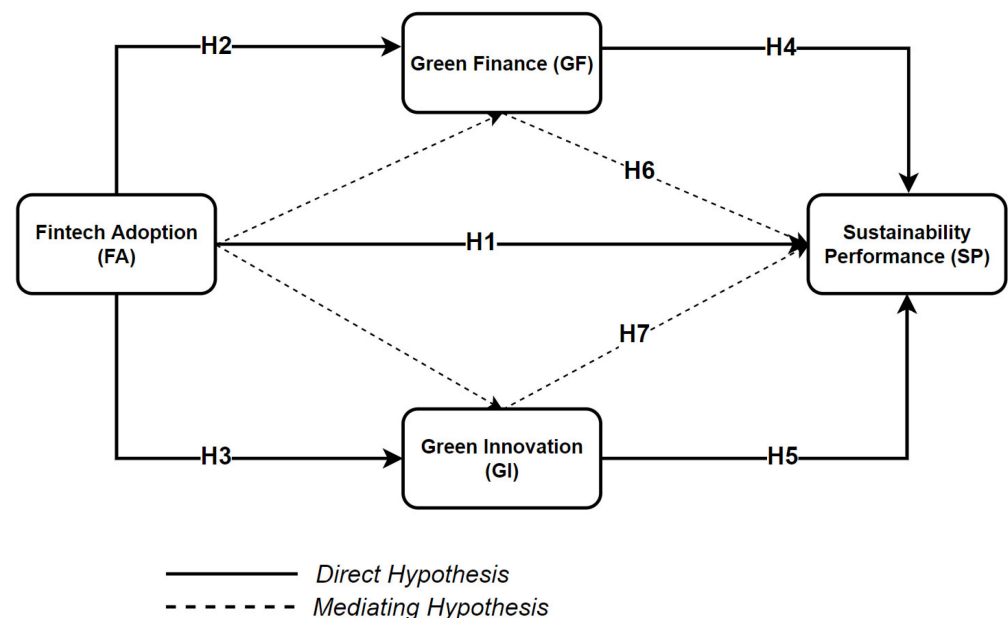 H2
Green Finance (GF)
H4
H6
Fintech Adoption
(FA)
H1
Sustainability
Performance (SP)
H7
Green Innovation
(GI)
H3
H5
Direct Hypothesis
Mediating Hypothesis